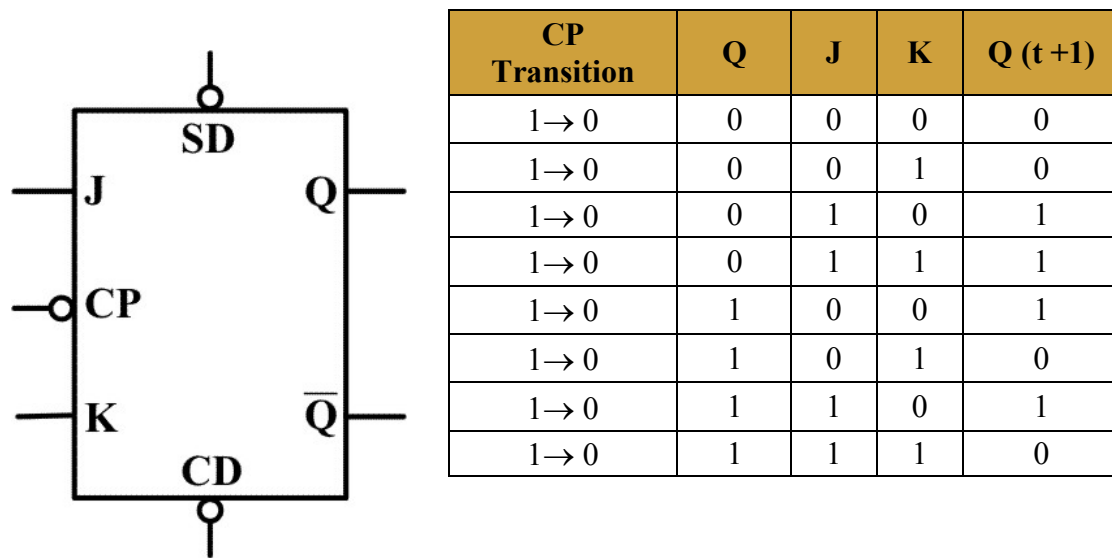 SD
J Q
CP
K Q̅
CD
CP Transition Q J K Q (t +1)
1→ 0 0 0 0 0
1→ 0 0 0 1 0
1→ 0 0 1 0 1
1→ 0 0 1 1 1
1→ 0 1 0 0 1
1→ 0 1 0 1 0
1→ 0 1 1 0 1
1→ 0 1 1 1 0